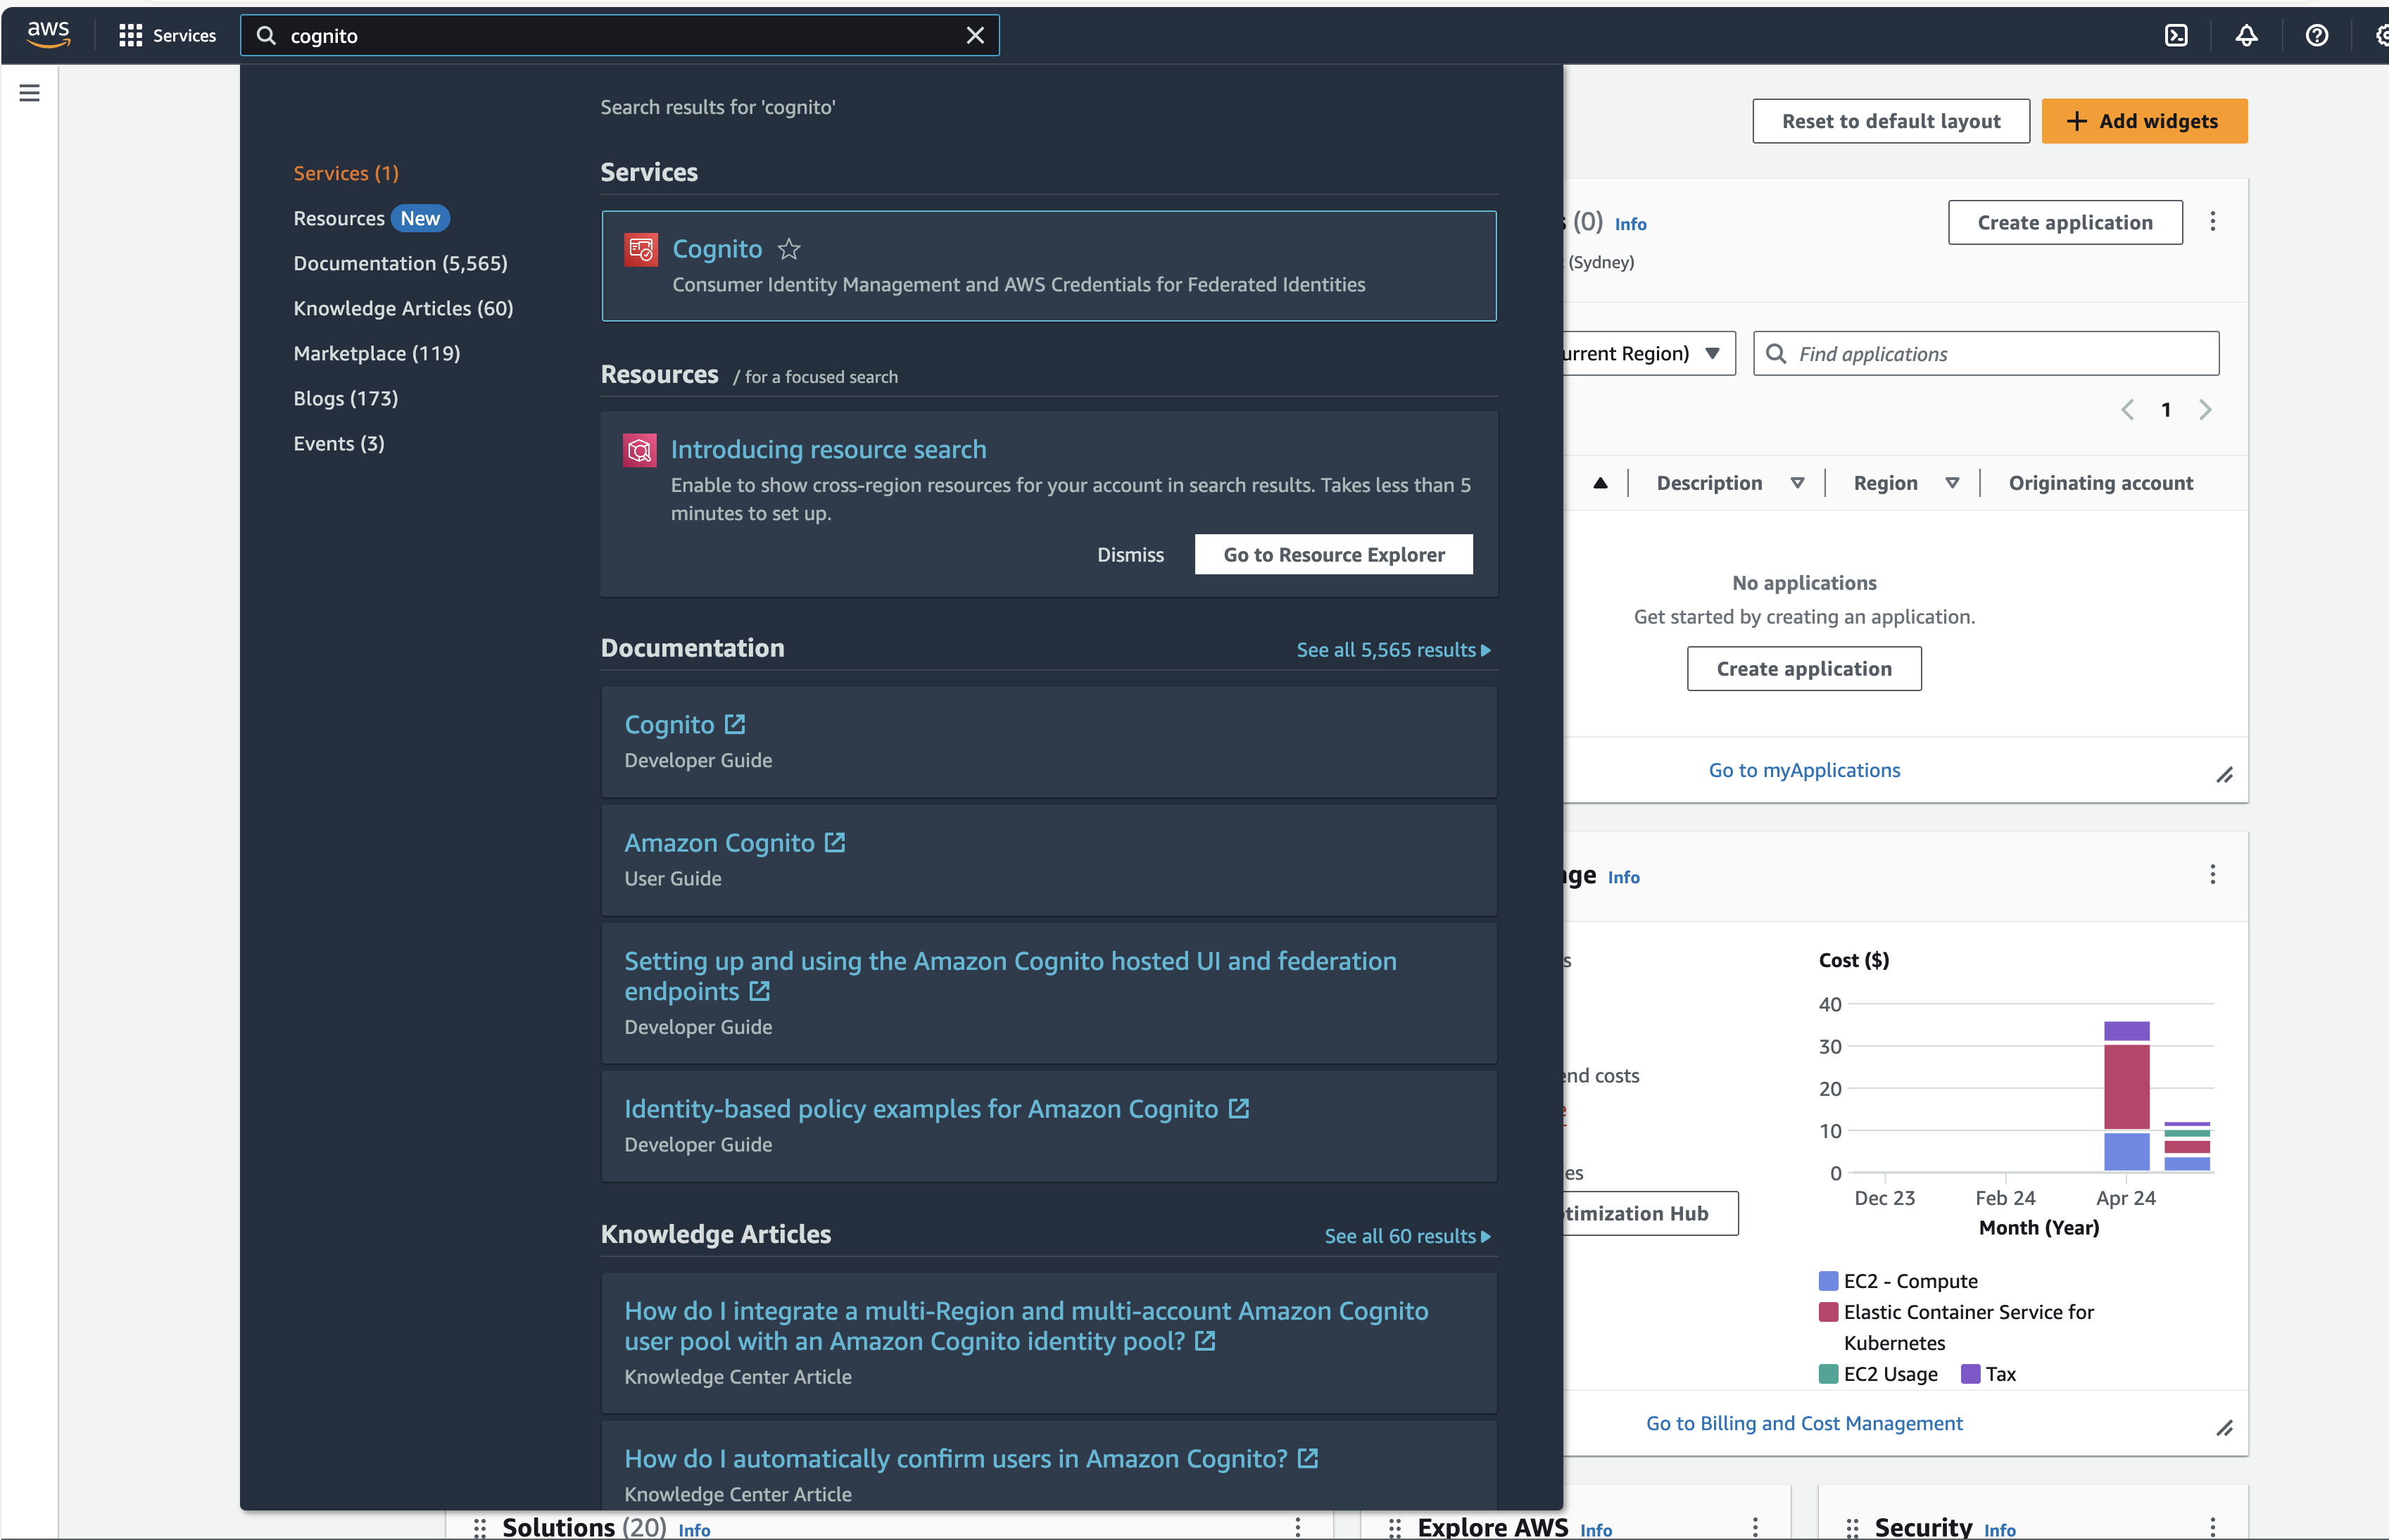 aws
Services
cognito
Search results for 'cognito'
Services (1)
Resources New
Documentation (5,565)
Knowledge Articles (60)
Marketplace (119)
Blogs (173)
Events (3)
Services
Cognito
Consumer Identity Management and AWS Credentials for Federated Identities
Resources / for a focused search
Introducing resource search
Enable to show cross-region resources for your account in search results. Takes less than 5
minutes to set up.
Dismiss
Go to Resource Explorer
Documentation
See all 5,565 results
Cognito
Developer Guide
Amazon Cognito
User Guide
Setting up and using the Amazon Cognito hosted UI and federation
endpoints
Developer Guide
Identity-based policy examples for Amazon Cognito
Developer Guide
Knowledge Articles
See all 60 results
How do I integrate a multi-Region and multi-account Amazon Cognito
user pool with an Amazon Cognito identity pool?
Knowledge Center Article
How do I automatically confirm users in Amazon Cognito?
Knowledge Center Article
Reset to default layout
+ Add widgets
(0) Info
(Sydney)
Create application
Region)
Find applications
1
Description
Region
Originating account
No applications
Get started by creating an application.
Create application
Go to myApplications
Info
costs
Hub
Cost ($)
40
30
20
10
0
Dec 23
Feb 24
Apr 24
Month (Year)
EC2 - Compute
Elastic Container Service for
Kubernetes
EC2 Usage
Tax
Go to Billing and Cost Management
Solutions (20) Info
Explore AWS Info
Security Info